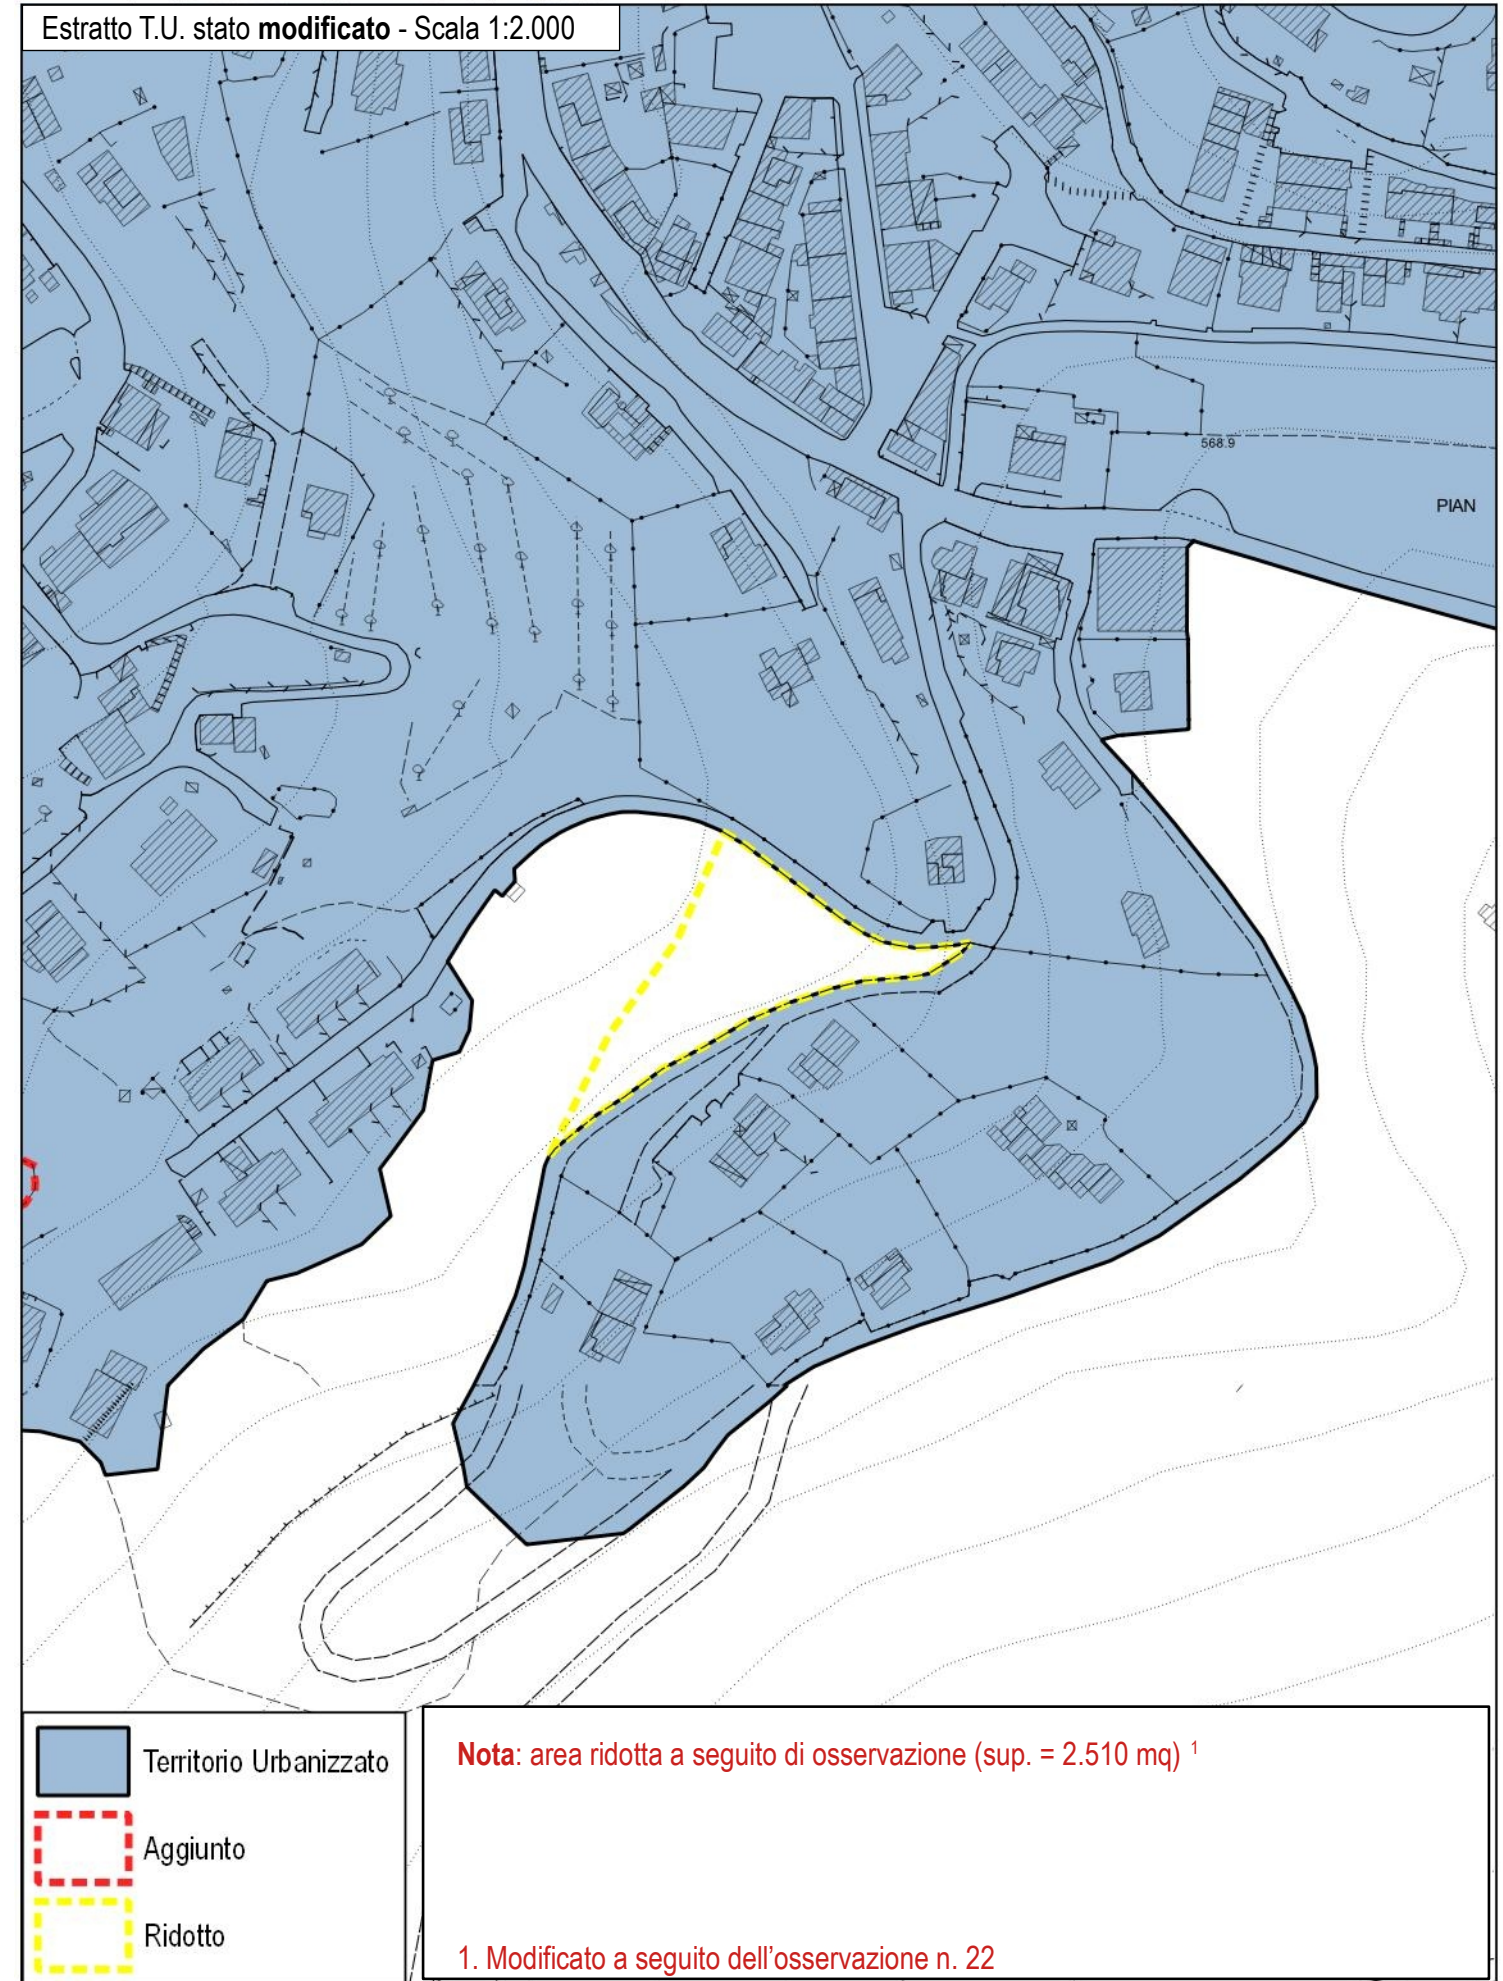 Estratto T.U. stato modificato - Scala 1:2.000
568.9
PIAN
Territorio Urbanizzato
Aggiunto
Ridotto
Nota: area ridotta a seguito di osservazione (sup. = 2.510 mq) ¹
1. Modificato a seguito dell'osservazione n. 22